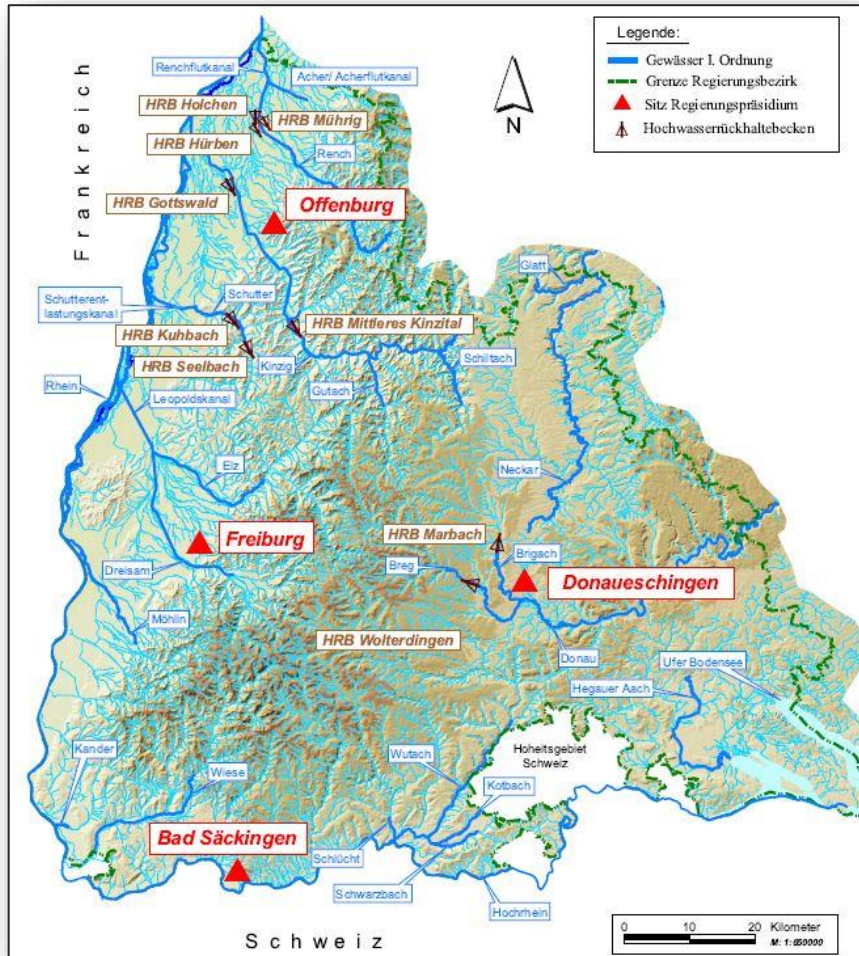 Legende:
Gewässer I. Ordnung
Grenze Regierungsbezirk
Sitz Regierungspräsidium
Hochwasserrückhaltebecken
N
Frankreich
Renchflutkanal
Acher/ Acherflutkanal
HRB Holchen
HRB Mührig
HRB Hürben
Rench
HRB Gottswald
Offenburg
Glatt
Schutterent-
lastungskanal
Schutter
HRB Kuhbach
HRB Mittleres Kinzital
HRB Seelbach
Kinzig
Schiltach
Rhein
Gutach
Leopoldskanal
Elz
Neckar
Freiburg
HRB Marbach
Brigach
Breg
Donaueschingen
Dreisam
Möhlin
HRB Wolterdingen
Donau
Ufer Bodensee
Hegauer Aach
Kander
Wiese
Wutach
Hoheitsgebiet
Schweiz
Kotbach
Bad Säckingen
Schlücht
Schwarzbach
Hochrhein
Schweiz
0 10 20 Kilometer
M: 1:650000